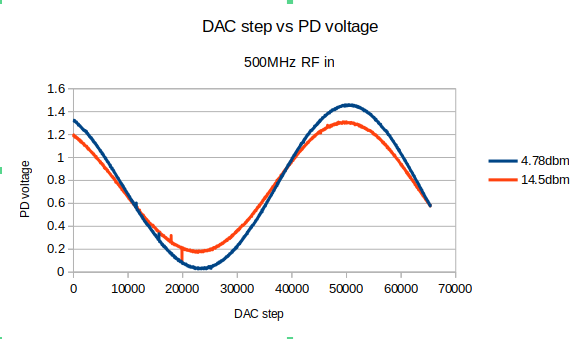 DAC step vs PD voltage
500MHz RF in
PD voltage
1.6
1.4
1.2
1
0.8
0.6
0.4
0.2
0
0 10000 20000 30000 40000 50000 60000 70000
DAC step
4.78dbm
14.5dbm